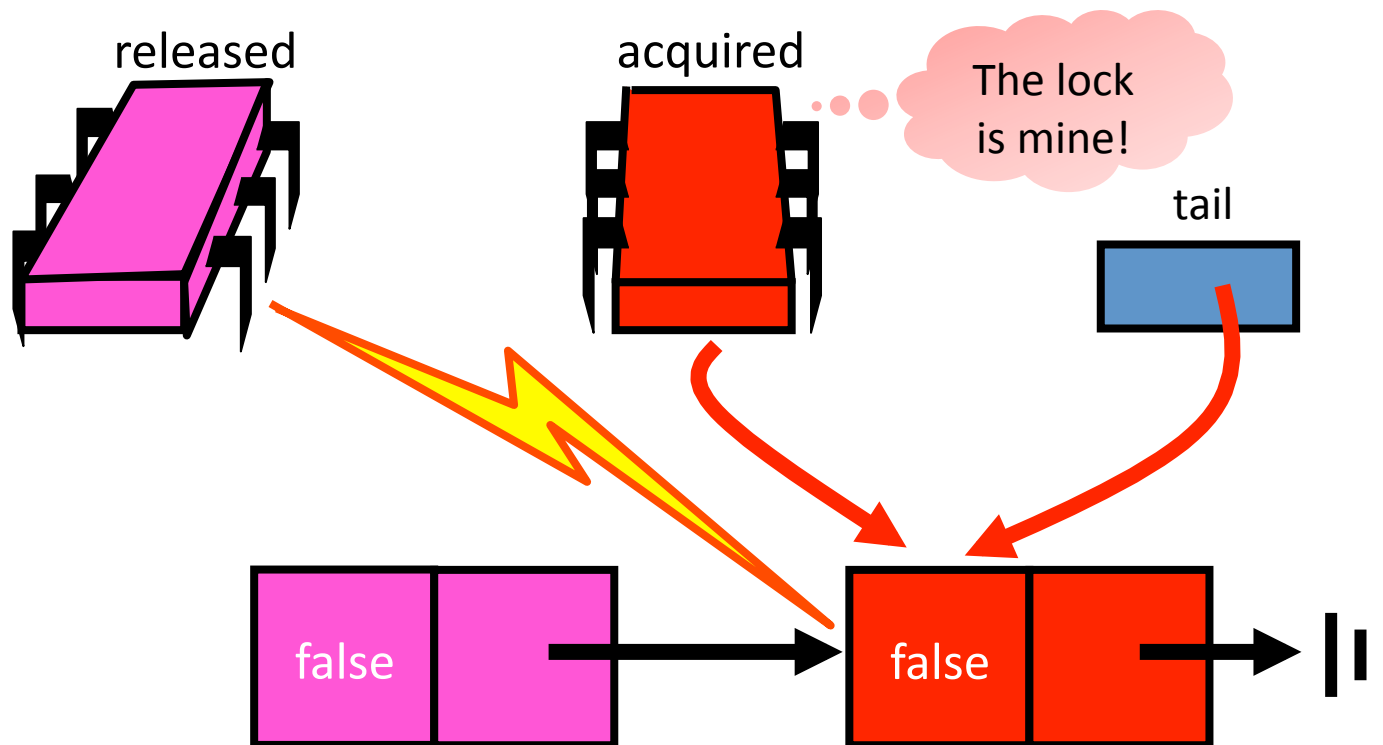 released
acquired
The lock
is mine!
tail
false
false